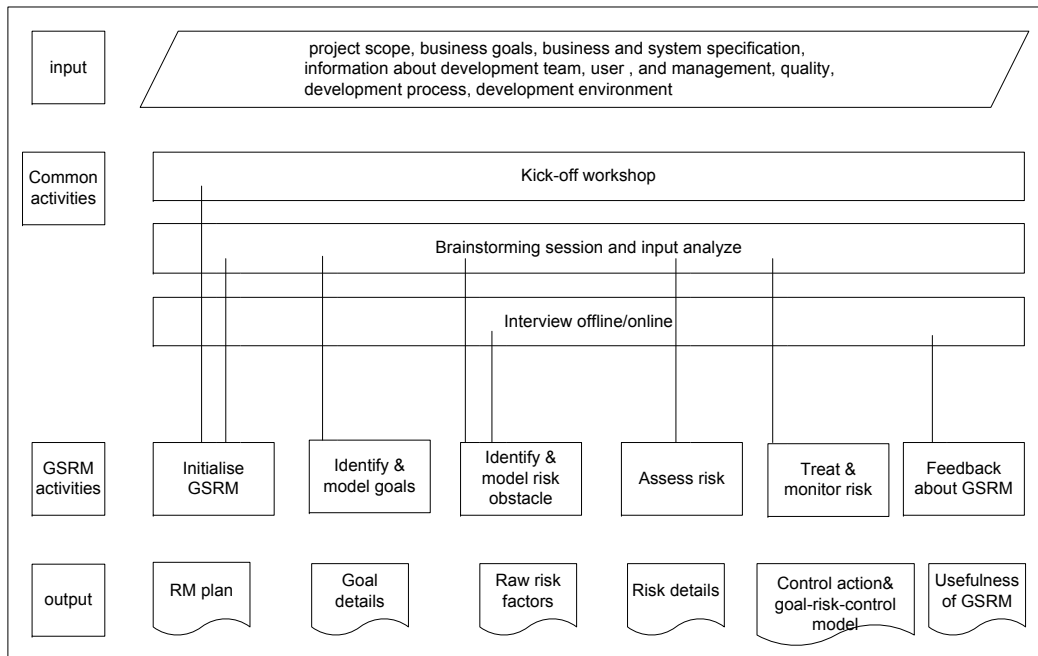 input
project scope, business goals, business and system specification,
information about development team, user , and management, quality,
development process, development environment
Common
activities
Kick-off workshop
Brainstorming session and input analyze
Interview offline/online
GSRM
activities
Initialise
GSRM
Identify &
model goals
Identify &
model risk
obstacle
Assess risk
Treat &
monitor risk
Feedback
about GSRM
output
RM plan
Goal
details
Raw risk
factors
Risk details
Control action&
goal-risk-control
model
Usefulness
of GSRM